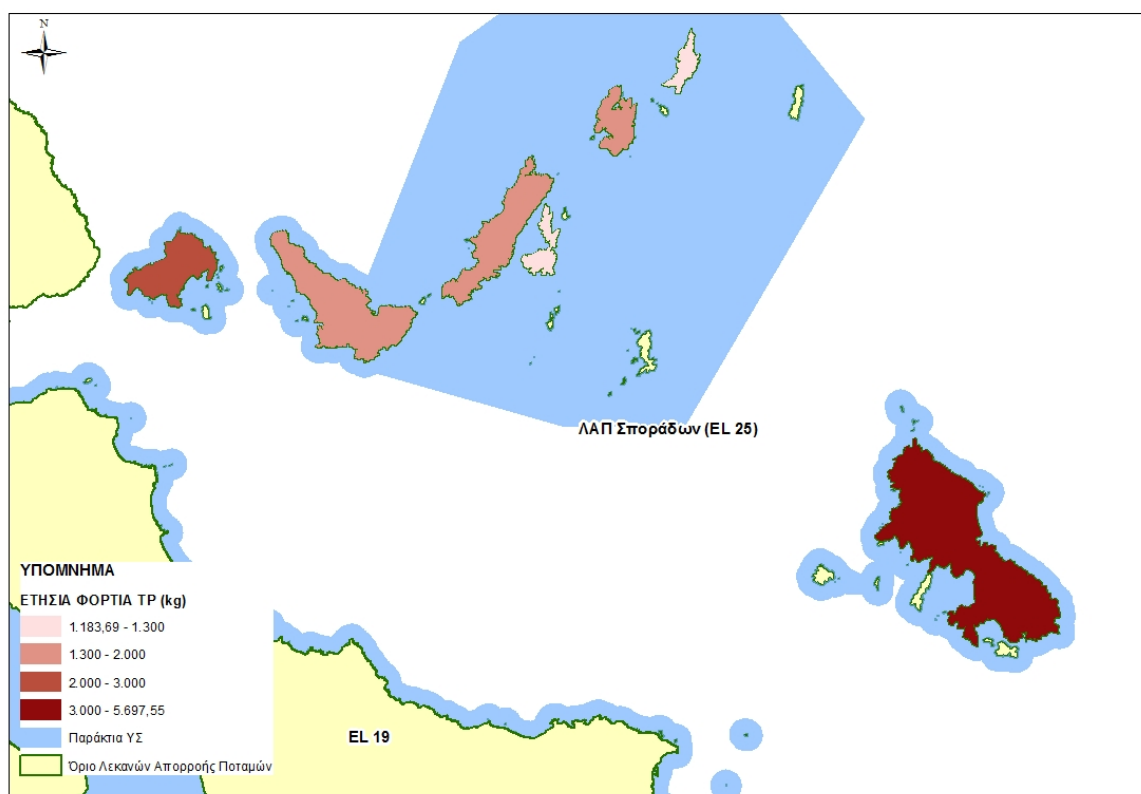 N
ΛΑΠ Σποράδων (EL 25)
ΥΠΟΜΝΗΜΑ
ΕΤΗΣΙΑ ΦΟΡΤΙΑ TP (kg)
1.183,69 - 1.300
1.300 - 2.000
2.000 - 3.000
3.000 - 5.697,55
Παράκτια ΥΣ
Όριο Λεκανών Απορροής Ποταμών
EL 19